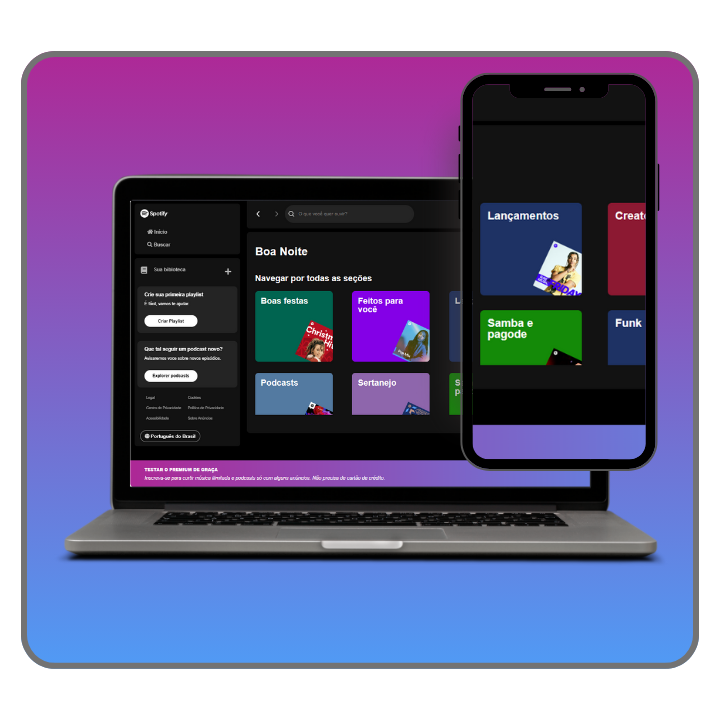 Spotify
Início
Buscar
Sua biblioteca
Crie sua primeira playlist
É fácil, vamos te ajudar
Criar Playlist
Que tal seguir um podcast novo?
Avisaremos você sobre novos episódios.
Explorar podcasts
Legal
Cookies
Centro de Privacidade
Política de Privacidade
Acessibilidade
Sobre Anúncios
Português do Brasil
O que você quer ouvir?
Boa Noite
Navegar por todas as seções
Boas festas
Feitos para
você
L
Podcasts
Sertanejo
S
p
TESTAR O PREMIUM DE GRAÇA
Inscreva-se para curtir música ilimitada e podcasts só com alguns anúncios. Não precisa de cartão de crédito.
Lançamentos
Create
Samba e
pagode
Funk